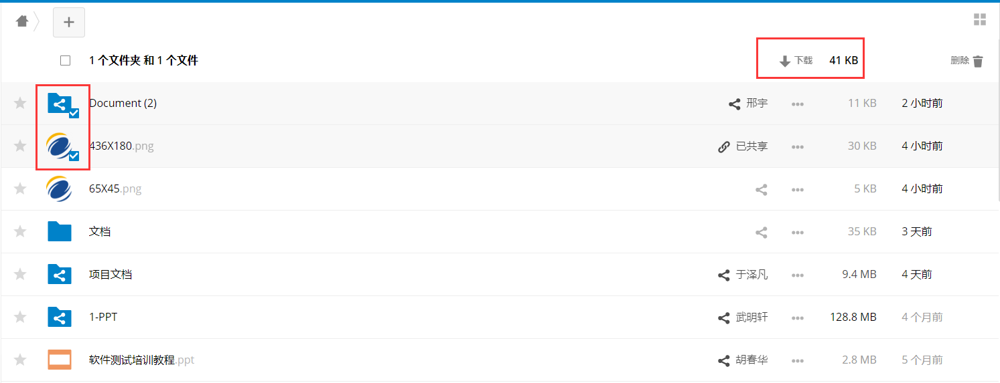 1 个文件夹 和 1 个文件 下载 41 KB 删除
Document (2) 邢宇 11 KB 2 小时前
436X180.png 已共享 30 KB 4 小时前
65X45.png 5 KB 4 小时前
文档 35 KB 3 天前
项目文档 于泽凡 9.4 MB 4 天前
1-PPT 武明轩 128.8 MB 4 个月前
软件测试培训教程.ppt 胡春华 2.8 MB 5 个月前